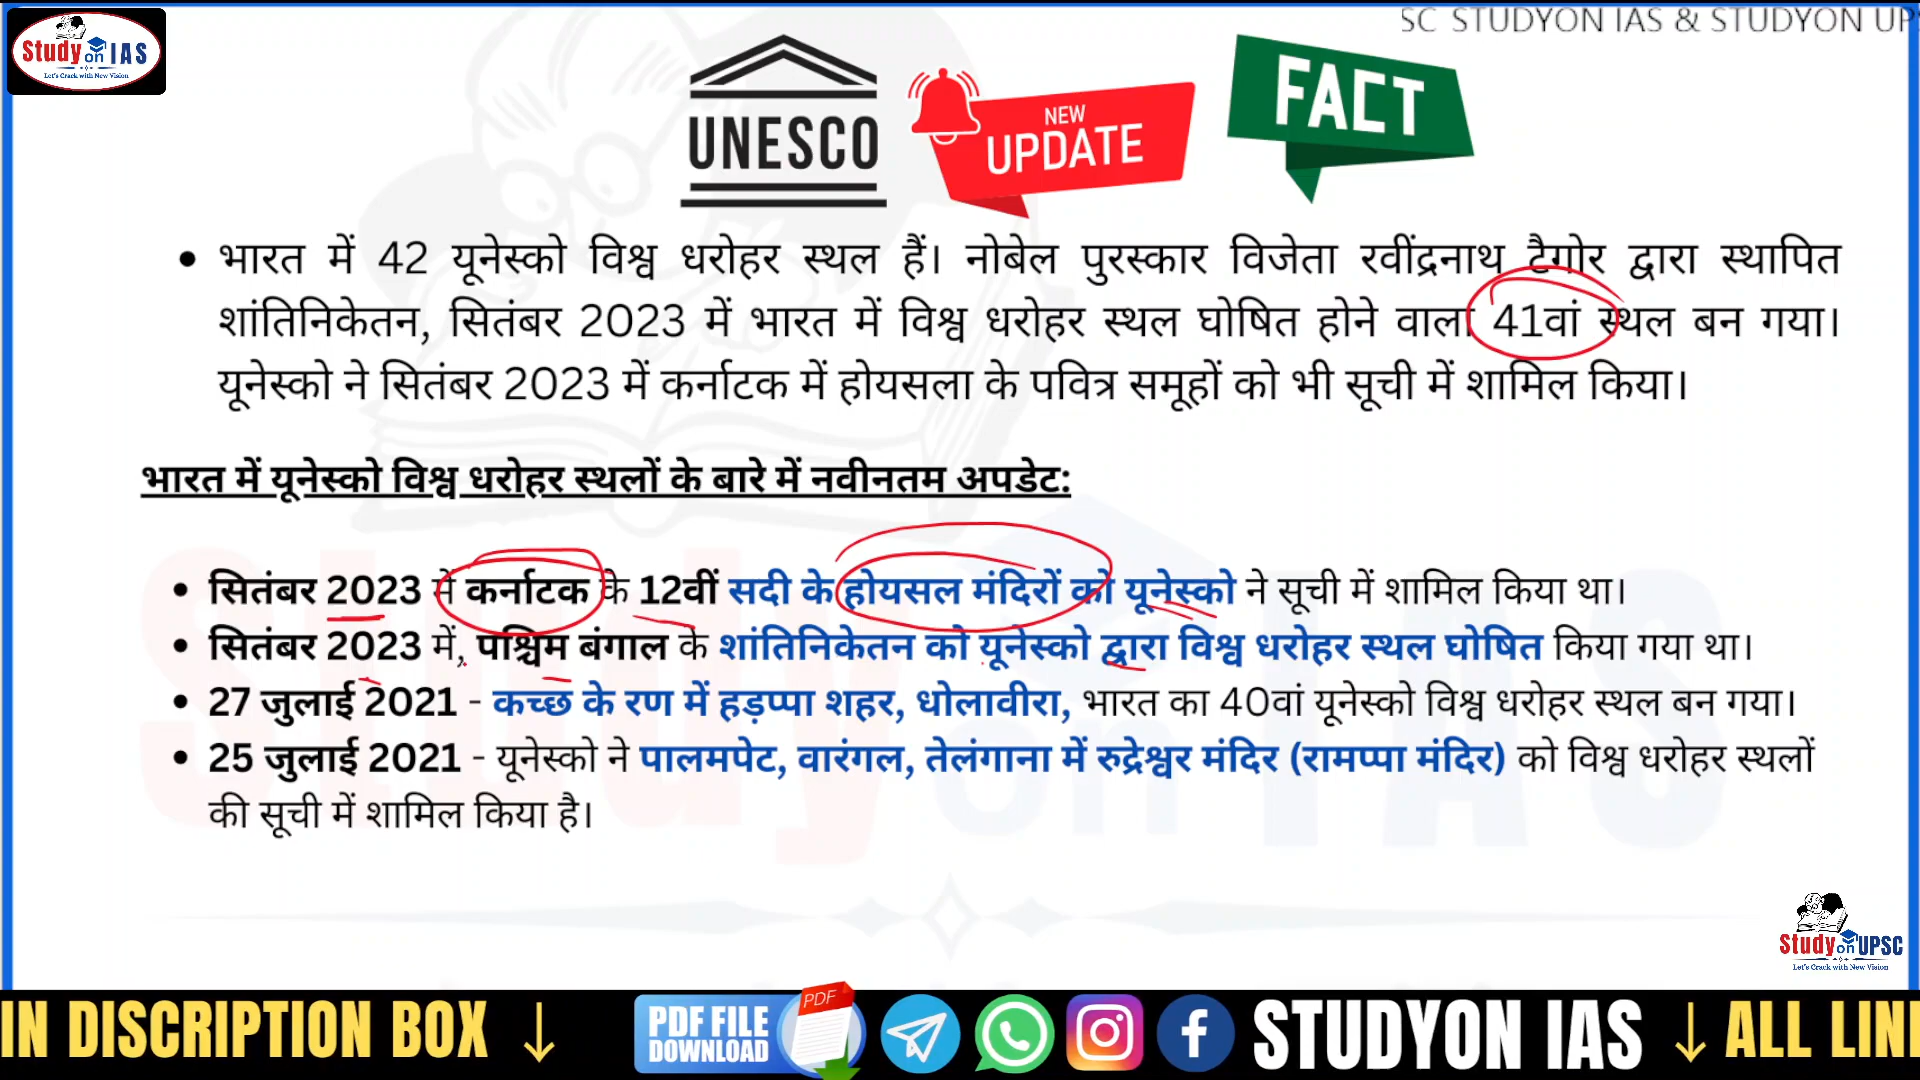 SC STUDYON IAS & STUDYON UPS
Study on IAS
Let's Crack with New Vision
UNESCO
NEW
UPDATE
FACT
• भारत में 42 यूनेस्को विश्व धरोहर स्थल हैं। नोबेल पुरस्कार विजेता रवींद्रनाथ टैगोर द्वारा स्थापित
शांतिनिकेतन, सितंबर 2023 में भारत में विश्व धरोहर स्थल घोषित होने वाला 41वां स्थल बन गया।
यूनेस्को ने सितंबर 2023 में कर्नाटक में होयसला के पवित्र समूहों को भी सूची में शामिल किया।
भारत में यूनेस्को विश्व धरोहर स्थलों के बारे में नवीनतम अपडेट:
• सितंबर 2023 में कर्नाटक के 12वीं सदी के होयसल मंदिरों को यूनेस्को ने सूची में शामिल किया था।
• सितंबर 2023 में, पश्चिम बंगाल के शांतिनिकेतन को यूनेस्को द्वारा विश्व धरोहर स्थल घोषित किया गया था।
• 27 जुलाई 2021 - कच्छ के रण में हड़प्पा शहर, धोलावीरा, भारत का 40वां यूनेस्को विश्व धरोहर स्थल बन गया।
• 25 जुलाई 2021 - यूनेस्को ने पालमपेट, वारंगल, तेलंगाना में रुद्रेश्वर मंदिर (रामप्पा मंदिर) को विश्व धरोहर स्थलों
की सूची में शामिल किया है।
Study on IAS
Study on UPSC
Let's Crack with New Vision
IN DISCRIPTION BOX ↓ PDF FILE DOWNLOAD PDF STUDYON IAS ↓ ALL LIN